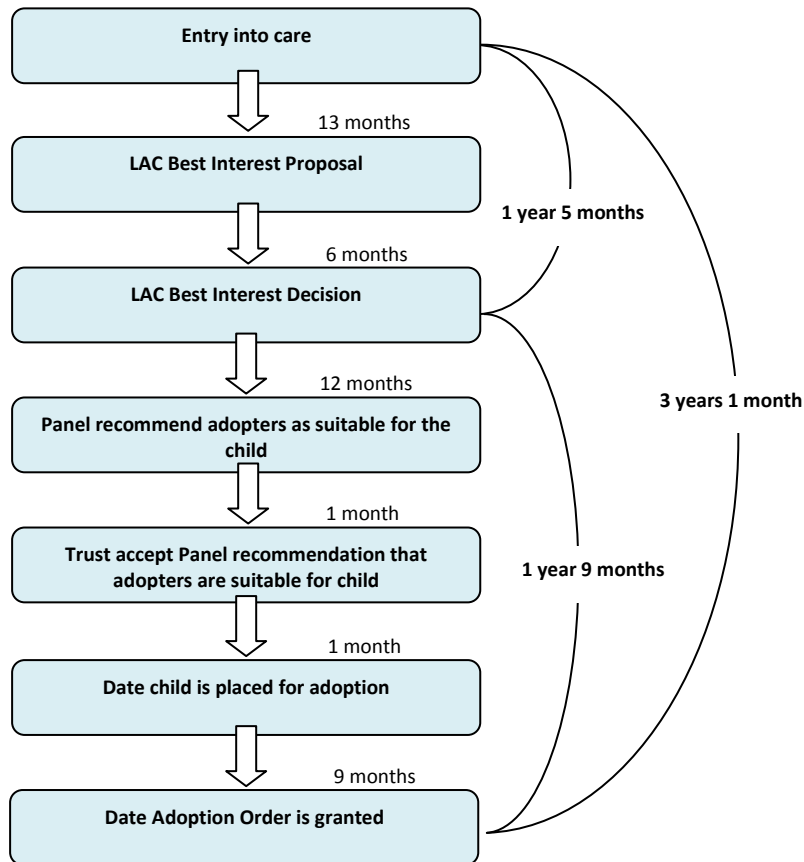 Entry into care
13 months
LAC Best Interest Proposal
1 year 5 months
6 months
LAC Best Interest Decision
12 months
3 years 1 month
Panel recommend adopters as suitable for the
child
1 month
Trust accept Panel recommendation that
adopters are suitable for child
1 year 9 months
1 month
Date child is placed for adoption
9 months
Date Adoption Order is granted